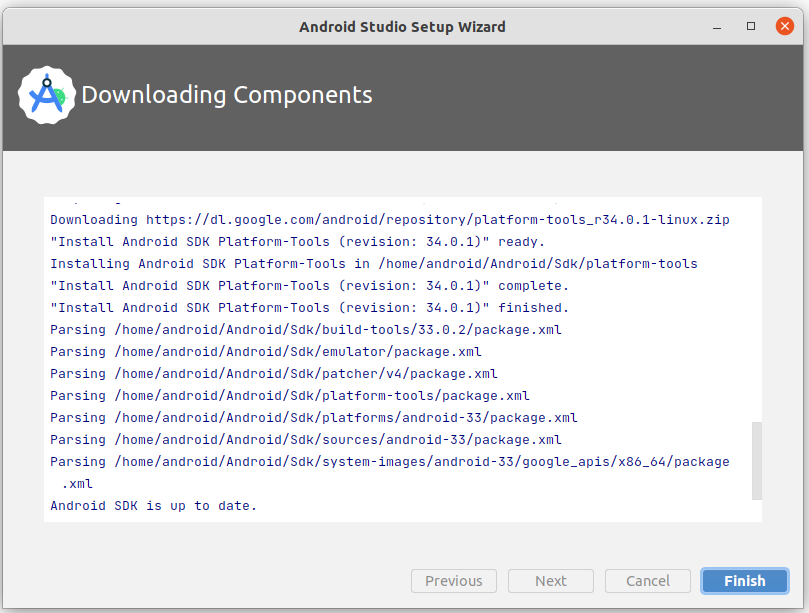 Android Studio Setup Wizard
Downloading Components
Downloading https://dl.google.com/android/repository/platform-tools_r34.0.1-linux.zip
"Install Android SDK Platform-Tools (revision: 34.0.1)" ready.
Installing Android SDK Platform-Tools in /home/android/Android/Sdk/platform-tools
"Install Android SDK Platform-Tools (revision: 34.0.1)" complete.
"Install Android SDK Platform-Tools (revision: 34.0.1)" finished.
Parsing /home/android/Android/Sdk/build-tools/33.0.2/package.xml
Parsing /home/android/Android/Sdk/emulator/package.xml
Parsing /home/android/Android/Sdk/patcher/v4/package.xml
Parsing /home/android/Android/Sdk/platform-tools/package.xml
Parsing /home/android/Android/Sdk/platforms/android-33/package.xml
Parsing /home/android/Android/Sdk/sources/android-33/package.xml
Parsing /home/android/Android/Sdk/system-images/android-33/google_apis/x86_64/package
.xml
Android SDK is up to date.
Previous Next Cancel Finish